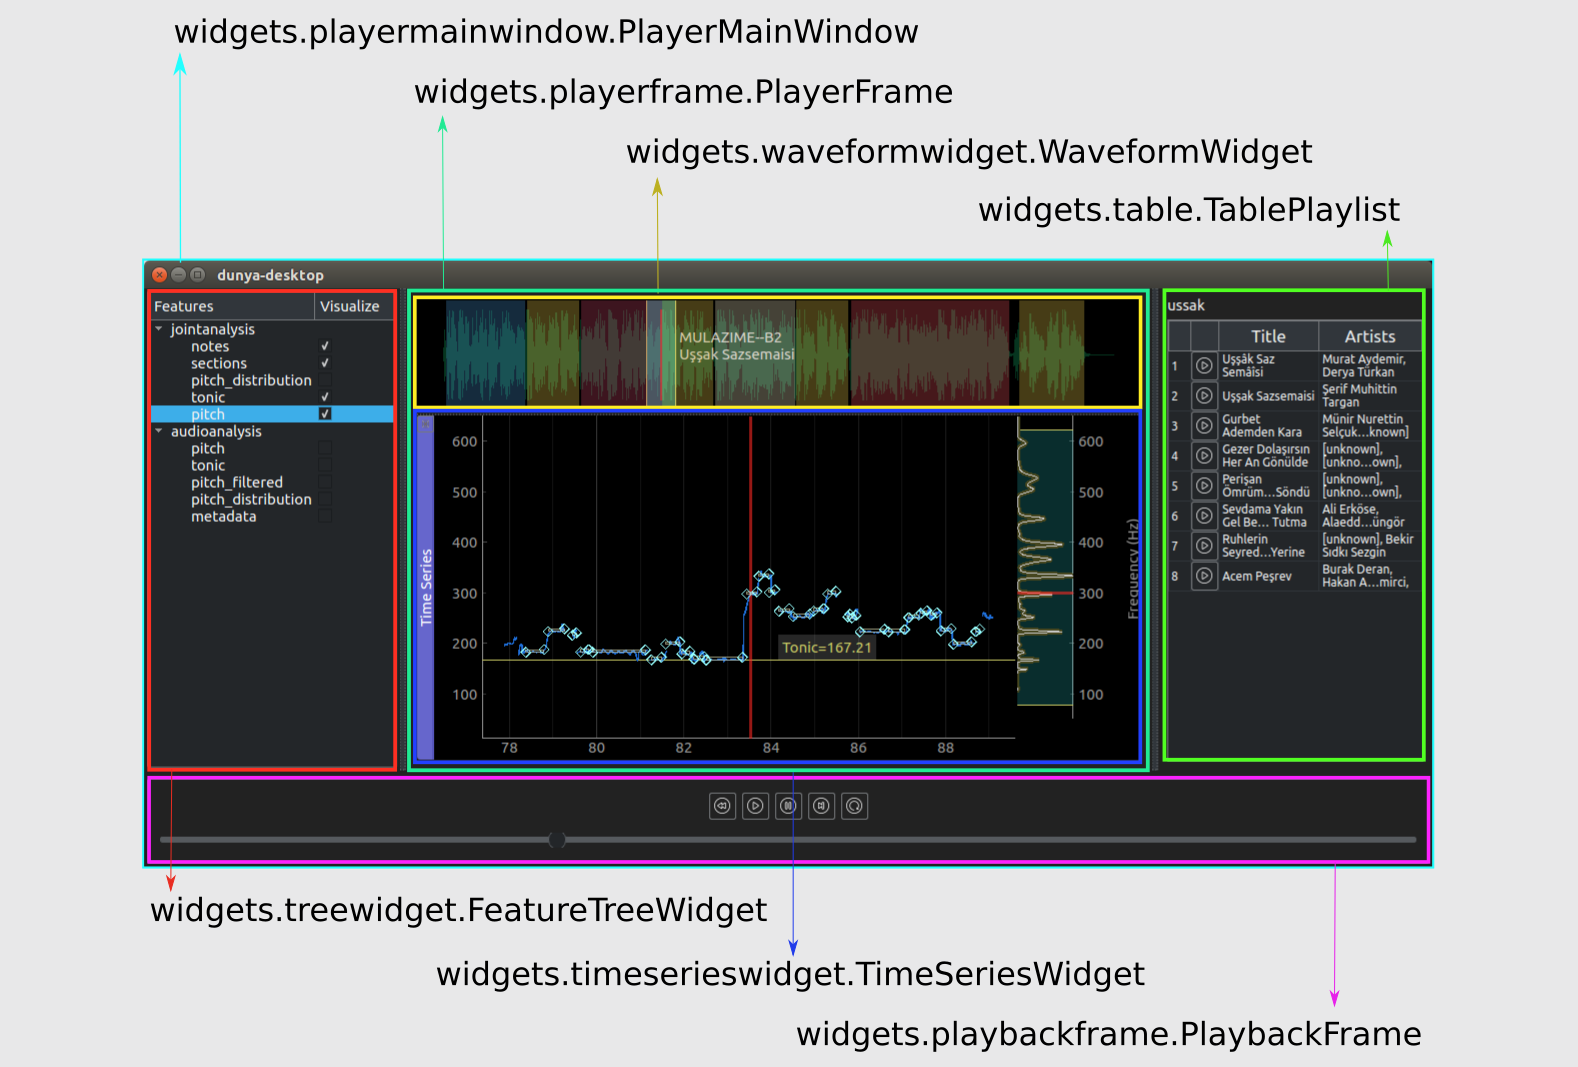 widgets.playermainwindow.PlayerMainWindow
widgets.playerframe.PlayerFrame
widgets.waveformwidget.WaveformWidget
widgets.table.TablePlaylist
dunya-desktop
Features Visualize
jointanalysis
notes
sections
pitch_distribution
tonic
pitch
audioanalysis
pitch
tonic
pitch_filtered
pitch_distribution
metadata
MULAZIME--B2
Uşşak Sazsemaisi
Time Series
600
500
400
300
200
100
Tonic=167.21
78 80 82 84 86 88
600
500
400
300
200
100
Frequency (Hz)
ussak
Title Artists
1 Uşşâk Saz Semâisi Murat Aydemir, Derya Türkan
2 Uşşak Sazsemaisi Şerif Muhittin Targan
3 Gurbet Ademden Kara Münir Nurettin Selçuk...known]
4 Gezer Dolaşırsın Her An Gönülde [unknown], [unkno...own],
5 Perişan Ömrüm...Söndü [unknown], [unkno...own],
6 Sevdama Yakın Gel Be... Tutma Ali Erköse, Alaedd...üngör
7 Ruhlerin Seyred...Yerine [unknown], Bekir Sıdkı Sezgin
8 Acem Peşrev Burak Deran, Hakan A...mirci,
widgets.treewidget.FeatureTreeWidget
widgets.timeserieswidget.TimeSeriesWidget
widgets.playbackframe.PlaybackFrame